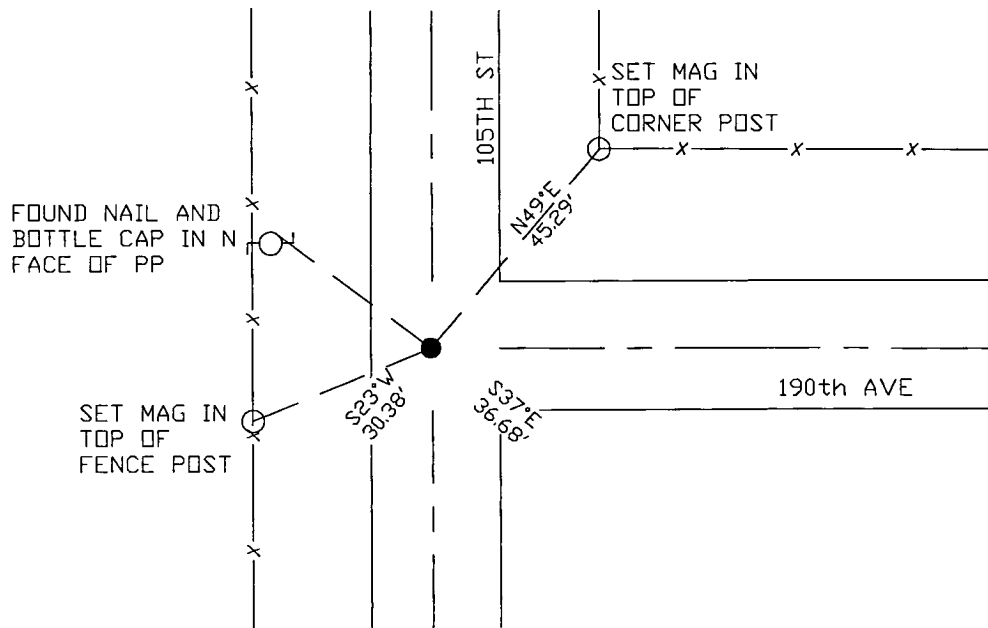 105TH ST
SET MAG IN
TOP OF
CORNER POST
N49°E
45.29'
FOUND NAIL AND
BOTTLE CAP IN N
FACE OF PP
190th AVE
S23°W
30.38'
S37°E
36.68'
SET MAG IN
TOP OF
FENCE POST